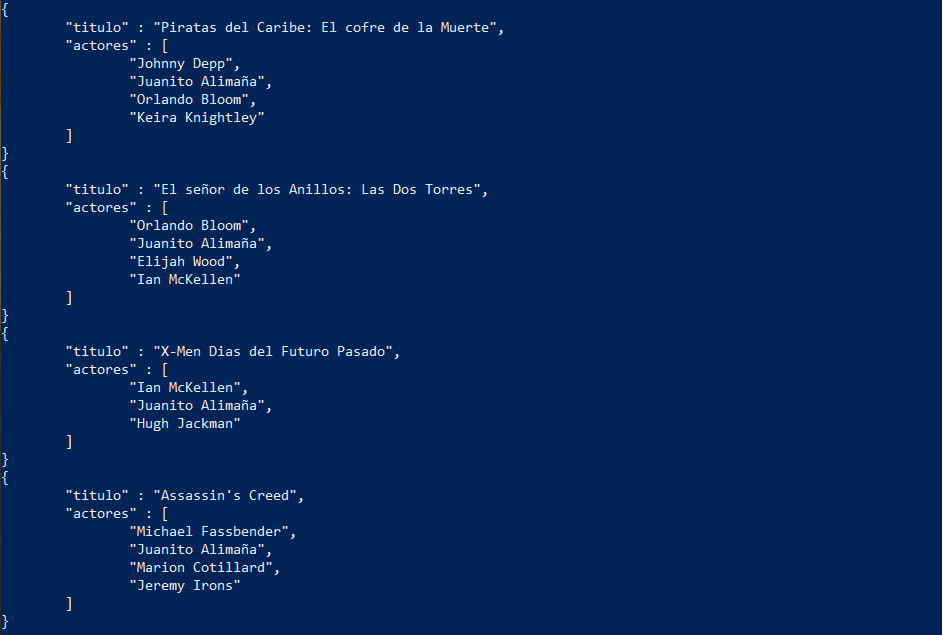 {
"titulo" : "Piratas del Caribe: El cofre de la Muerte",
"actores" : [
"Johnny Depp",
"Juanito Alimaña",
"Orlando Bloom",
"Keira Knightley"
]
}
{
"titulo" : "El señor de los Anillos: Las Dos Torres",
"actores" : [
"Orlando Bloom",
"Juanito Alimaña",
"Elijah Wood",
"Ian McKellen"
]
}
{
"titulo" : "X-Men Dias del Futuro Pasado",
"actores" : [
"Ian McKellen",
"Juanito Alimaña",
"Hugh Jackman"
]
}
{
"titulo" : "Assassin's Creed",
"actores" : [
"Michael Fassbender",
"Juanito Alimaña",
"Marion Cotillard",
"Jeremy Irons"
]
}